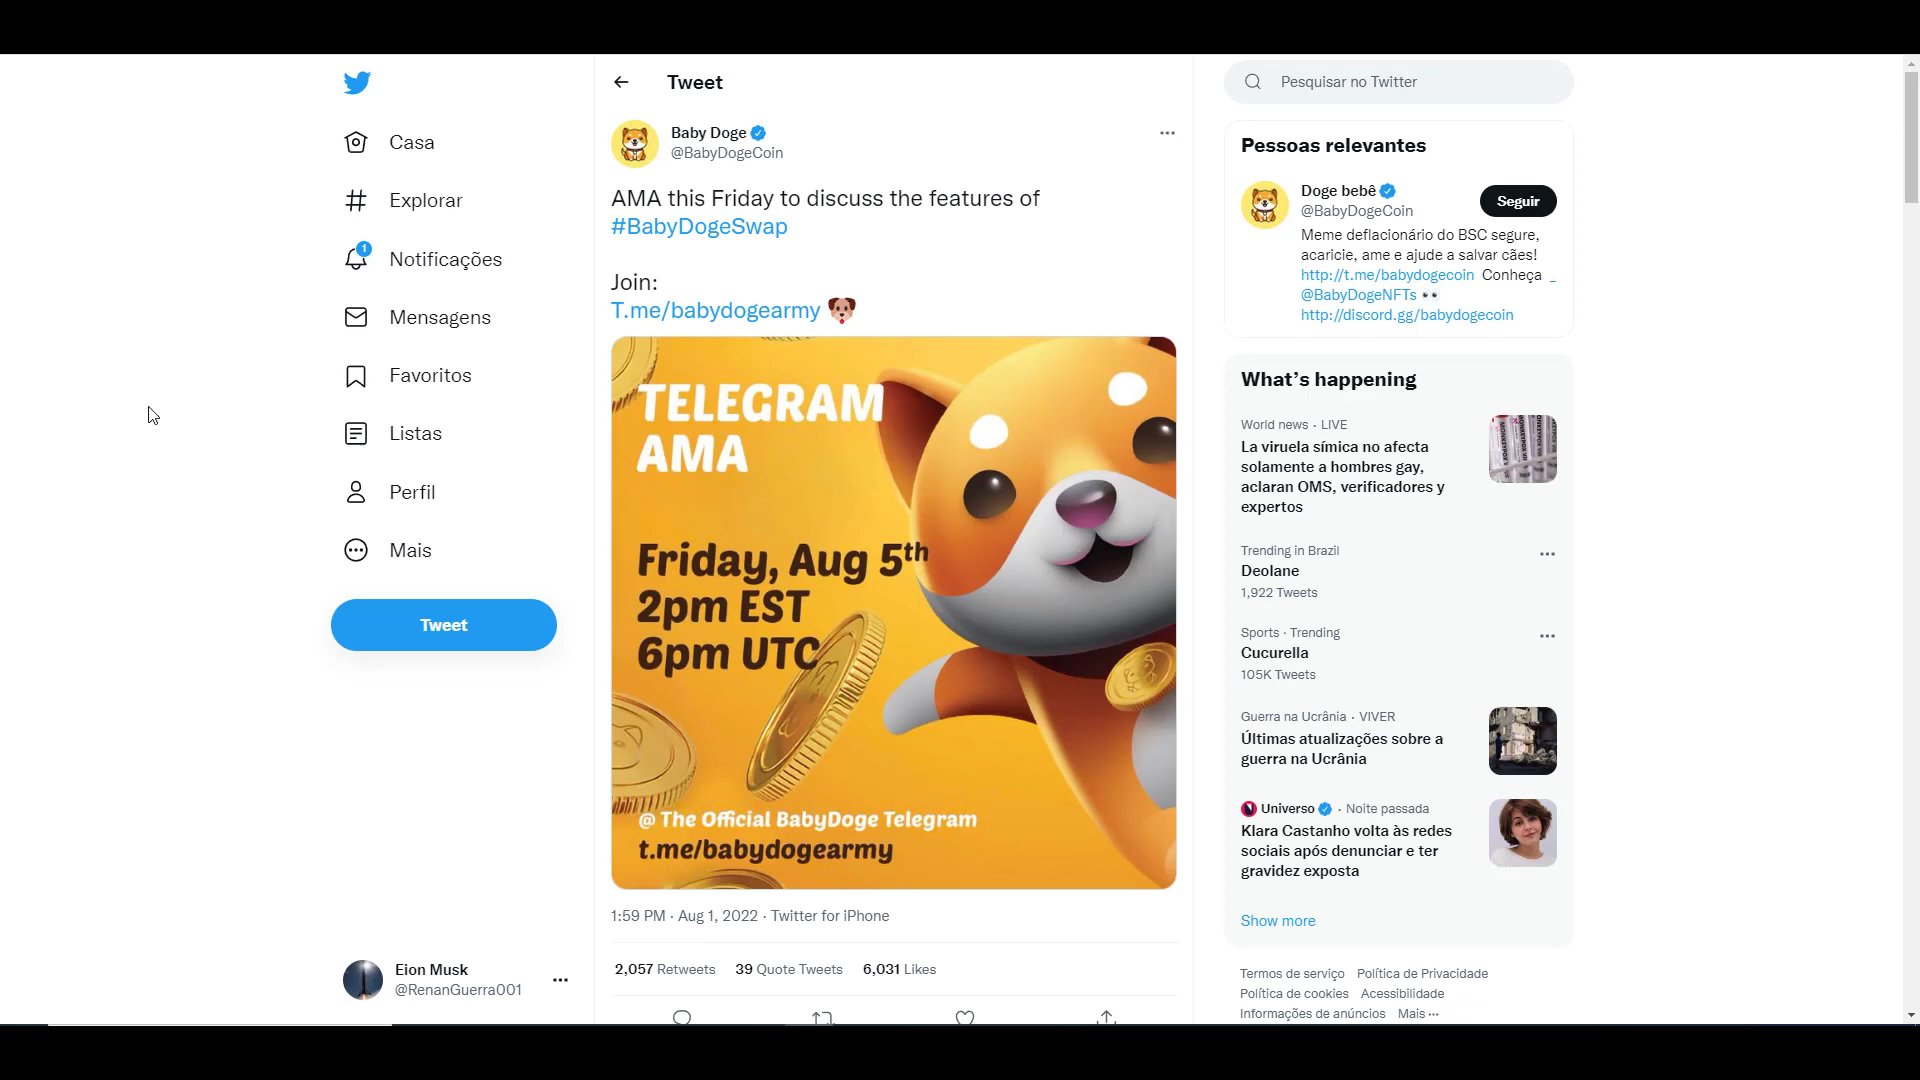 Casa
Explorar
1
Notificações
Mensagens
Favoritos
Listas
Perfil
Mais
Tweet
Eion Musk
@RenanGuerra001
Tweet
Baby Doge
@BabyDogeCoin
AMA this Friday to discuss the features of
#BabyDogeSwap
Join:
T.me/babydogearmy
TELEGRAM
AMA
Friday, Aug 5th
2pm EST
6pm UTC
@ The Official BabyDoge Telegram
t.me/babydogearmy
1:59 PM · Aug 1, 2022 · Twitter for iPhone
2,057 Retweets 39 Quote Tweets 6,031 Likes
Pesquisar no Twitter
Pessoas relevantes
Doge bebê
@BabyDogeCoin
Seguir
Meme deflacionário do BSC segure,
acaricie, ame e ajude a salvar cães!
http://t.me/babydogecoin Conheça _
@BabyDogeNFTs
http://discord.gg/babydogecoin
What's happening
World news · LIVE
La viruela símica no afecta
solamente a hombres gay,
aclaran OMS, verificadores y
expertos
Trending in Brazil
Deolane
1,922 Tweets
Sports · Trending
Cucurella
105K Tweets
Guerra na Ucrânia · VIVER
Últimas atualizações sobre a
guerra na Ucrânia
Universo · Noite passada
Klara Castanho volta às redes
sociais após denunciar e ter
gravidez exposta
Show more
Termos de serviço Política de Privacidade
Política de cookies Acessibilidade
Informações de anúncios Mais ···